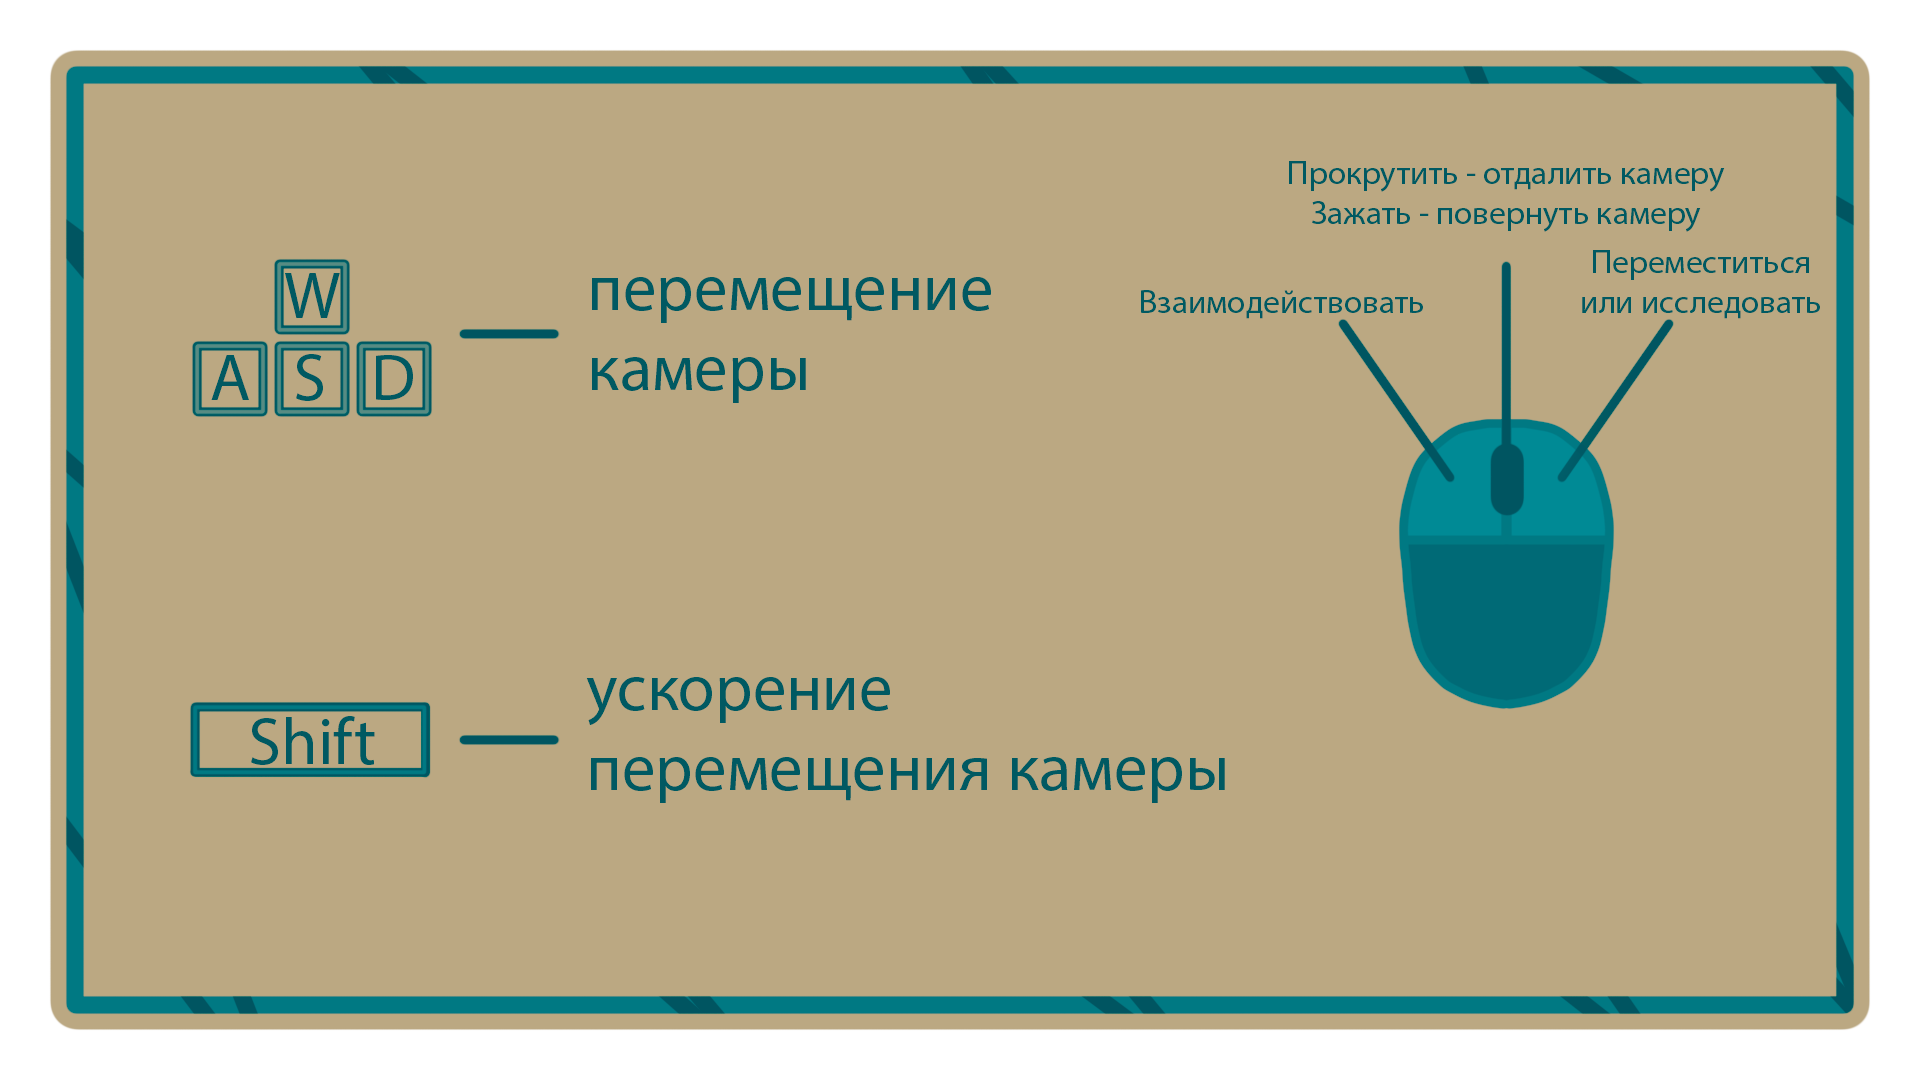 W
A S D
перемещение
камеры
Shift
ускорение
перемещения камеры
Прокрутить - отдалить камеру
Зажать - повернуть камеру
Взаимодействовать
Переместиться
или исследовать